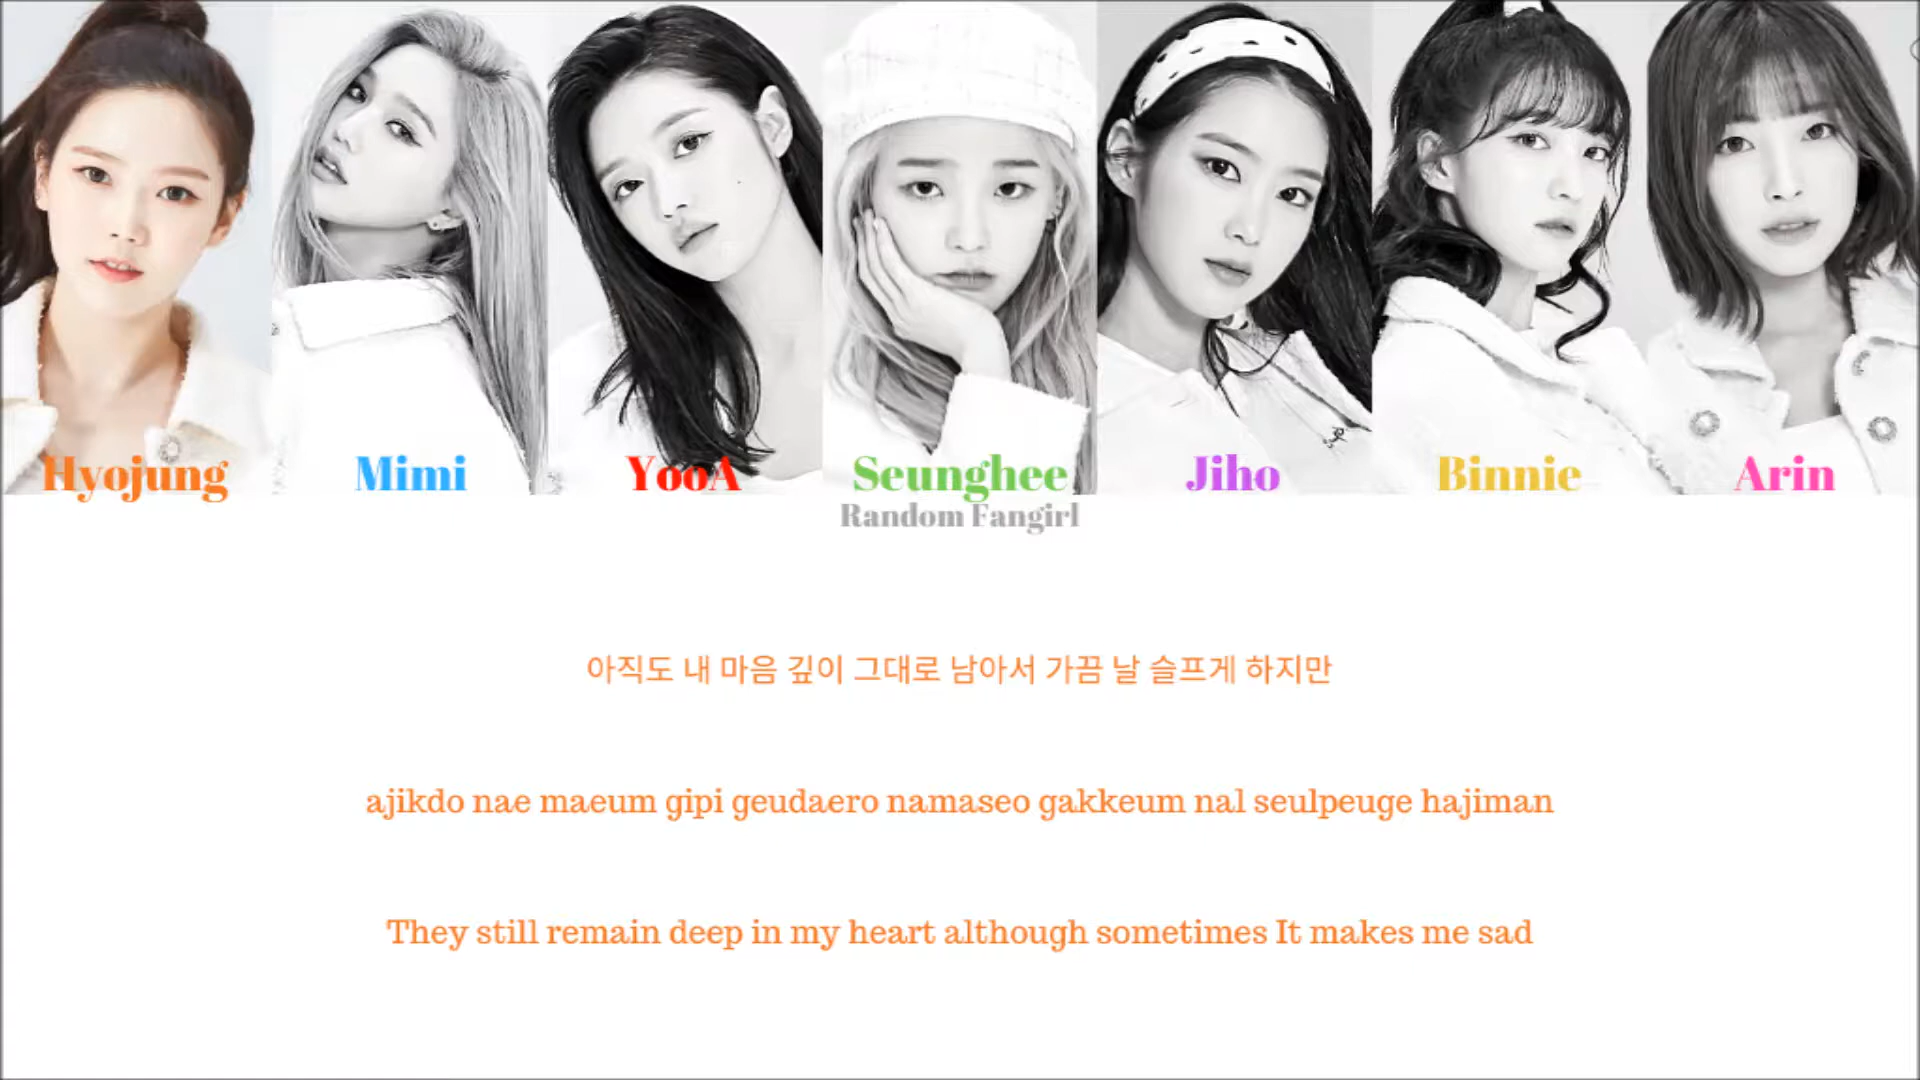 Hyojung Mimi YooA Seunghee Jiho Binnie Arin
Random Fangirl
아직도 내 마음 깊이 그대로 남아서 가끔 날 슬프게 하지만
ajikdo nae maeum gipi geudaero namaseo gakkeum nal seulpeuge hajiman
They still remain deep in my heart although sometimes It makes me sad